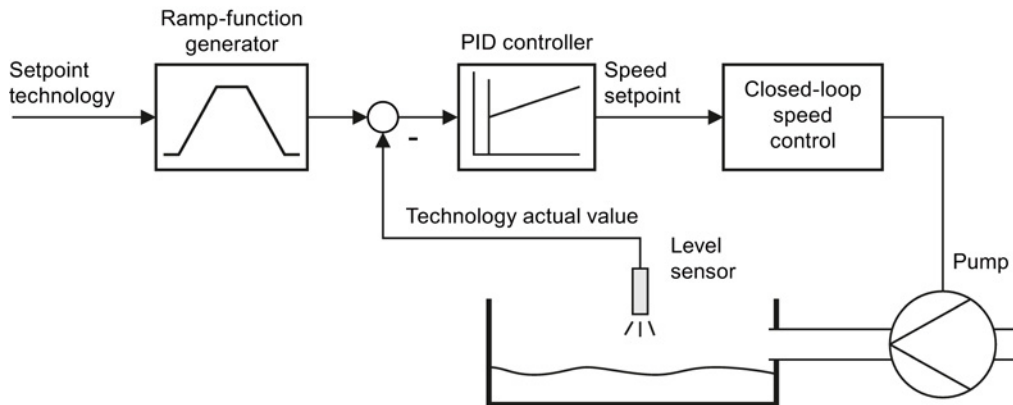 Ramp-function
generator
Setpoint
technology
PID controller
Speed
setpoint
Closed-loop
speed
control
-
Technology actual value
Level
sensor
Pump